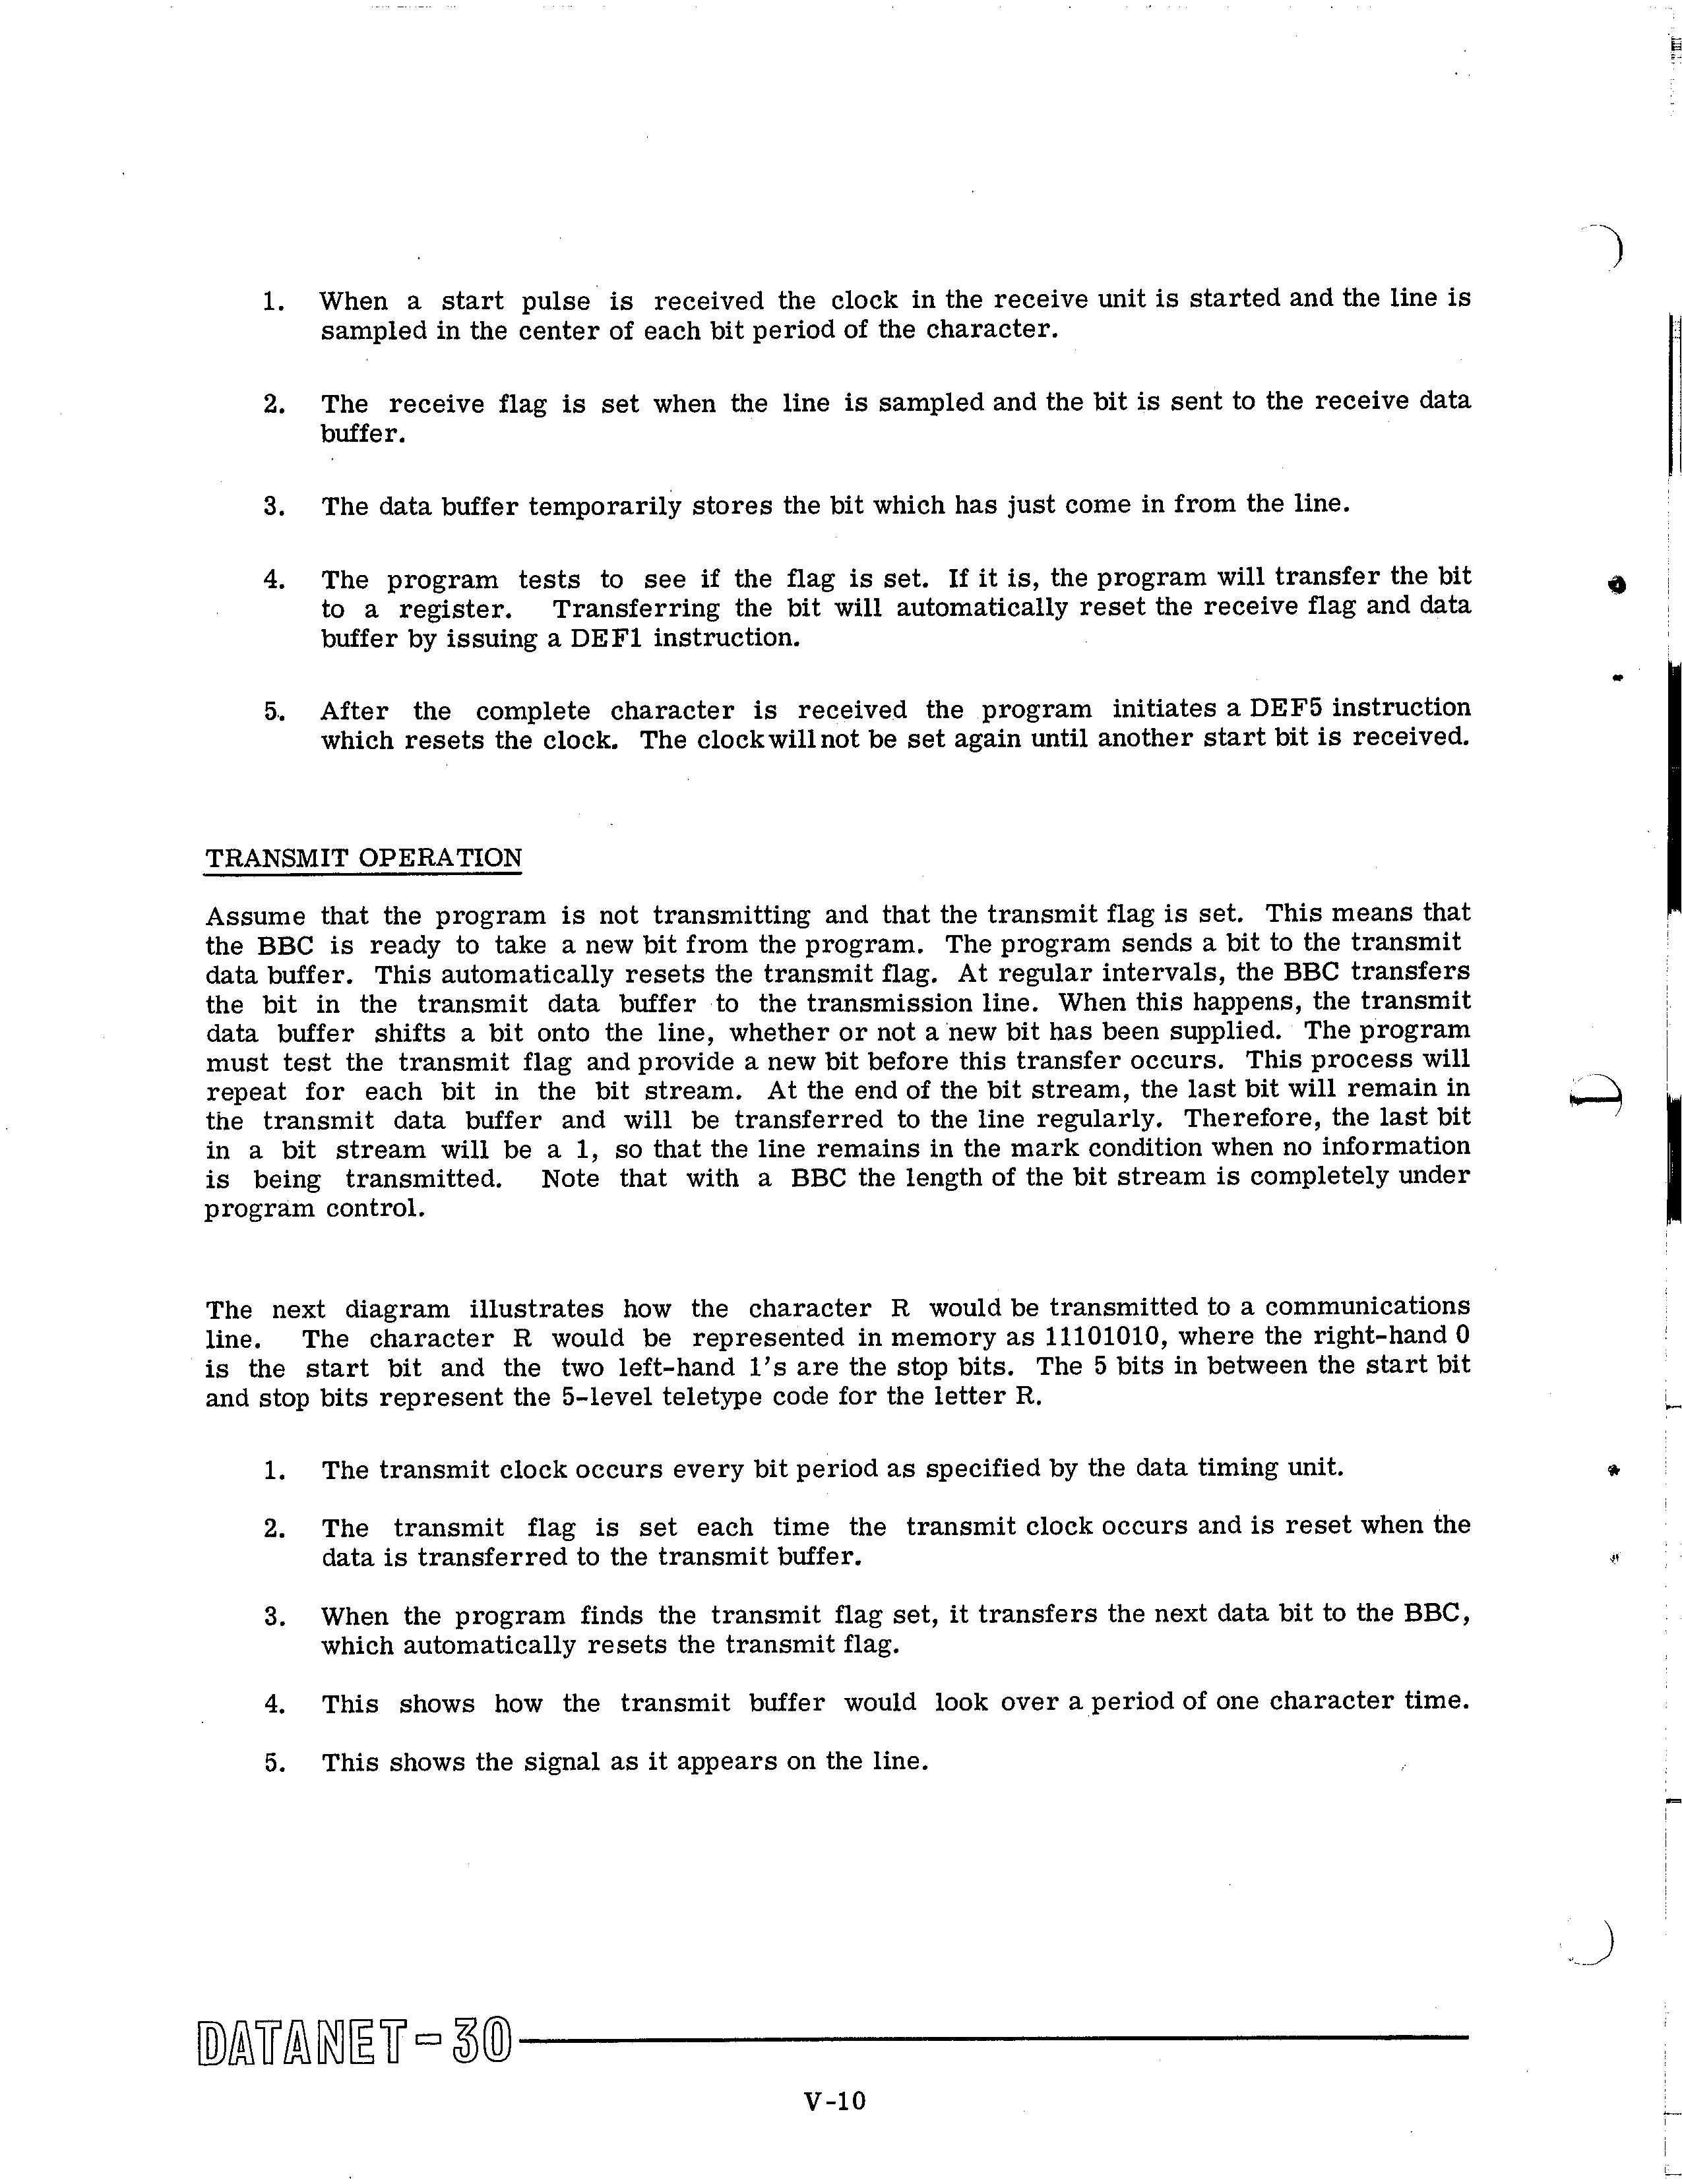 1. When a start pulse is received the clock in the receive unit is started and the line is
sampled in the center of each bit period of the character.
2. The receive flag is set when the line is sampled and the bit is sent to the receive data
buffer.
3. The data buffer temporarily stores the bit which has just come in from the line.
4. The program tests to see if the flag is set. If it is, the program will transfer the bit
to a register. Transferring the bit will automatically reset the receive flag and data
buffer by issuing a DEF1 instruction.
5. After the complete character is received the program initiates a DEF5 instruction
which resets the clock. The clock will not be set again until another start bit is received.
TRANSMIT OPERATION
Assume that the program is not transmitting and that the transmit flag is set. This means that
the BBC is ready to take a new bit from the program. The program sends a bit to the transmit
data buffer. This automatically resets the transmit flag. At regular intervals, the BBC transfers
the bit in the transmit data buffer to the transmission line. When this happens, the transmit
data buffer shifts a bit onto the line, whether or not a new bit has been supplied. The program
must test the transmit flag and provide a new bit before this transfer occurs. This process will
repeat for each bit in the bit stream. At the end of the bit stream, the last bit will remain in
the transmit data buffer and will be transferred to the line regularly. Therefore, the last bit
in a bit stream will be a 1, so that the line remains in the mark condition when no information
is being transmitted. Note that with a BBC the length of the bit stream is completely under
program control.
The next diagram illustrates how the character R would be transmitted to a communications
line. The character R would be represented in memory as 11101010, where the right-hand 0
is the start bit and the two left-hand 1's are the stop bits. The 5 bits in between the start bit
and stop bits represent the 5-level teletype code for the letter R.
1. The transmit clock occurs every bit period as specified by the data timing unit.
2. The transmit flag is set each time the transmit clock occurs and is reset when the
data is transferred to the transmit buffer.
3. When the program finds the transmit flag set, it transfers the next data bit to the BBC,
which automatically resets the transmit flag.
4. This shows how the transmit buffer would look over a period of one character time.
5. This shows the signal as it appears on the line.
DATANET-30
V-10